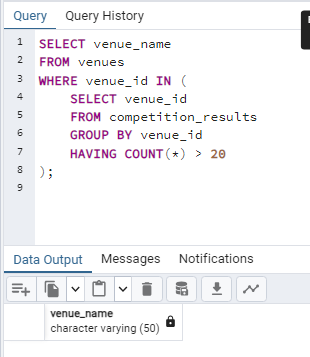 Query Query History
1 SELECT venue_name
2 FROM venues
3 WHERE venue_id IN (
4 SELECT venue_id
5 FROM competition_results
6 GROUP BY venue_id
7 HAVING COUNT(*) > 20
8 );
9
Data Output Messages Notifications
venue_name
character varying (50)